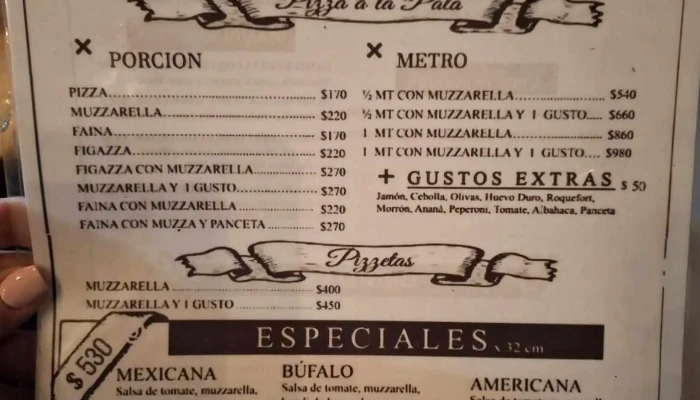 Pizza a la Pala
× PORCION
PIZZA........ $170
MUZZARELLA........ $220
FAINA........ $170
FIGAZZA........ $220
FIGAZZA CON MUZZARELLA........ $270
MUZZARELLA Y 1 GUSTO........ $270
FAINA CON MUZZARELLA........ $220
FAINA CON MUZZA Y PANCETA........ $270
× METRO
½ MT CON MUZZARELLA........ $540
½ MT CON MUZZARELLA Y 1 GUSTO..... $660
1 MT CON MUZZARELLA........ $860
1 MT CON MUZZARELLA Y 1 GUSTO.... $980
+ GUSTOS EXTRAS $ 50
Jamón, Cebolla, Olivas, Huevo Duro, Roquefort,
Morrón, Ananá, Peperoni, Tomate, Albahaca, Panceta
Pizzetas
MUZZARELLA........ $400
MUZZARELLA Y 1 GUSTO........ $450
ESPECIALES x 32 cm
$ 530
MEXICANA
Salsa de tomate, muzzarella,
BÚFALO
Salsa de tomate, muzzarella,
AMERICANA